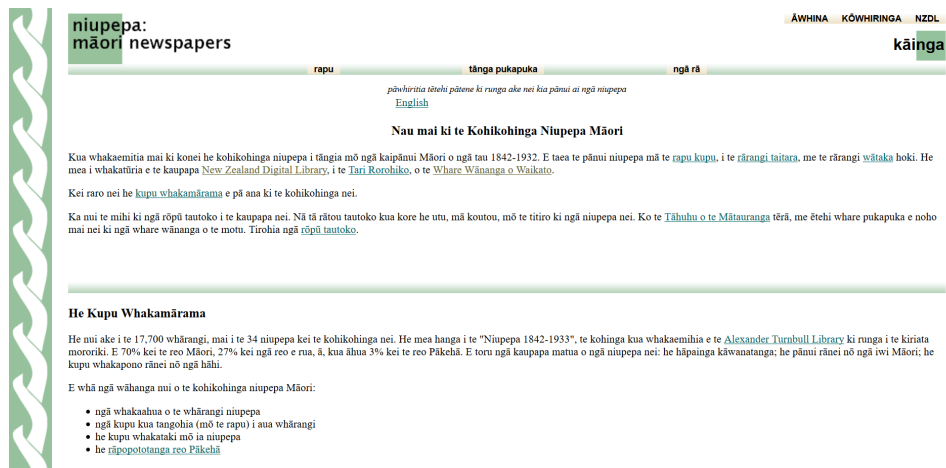 niupepa:
māori newspapers
ĀWHINA KŌWHIRINGA NZDL
kāinga
rapu tānga pukapuka ngā rā
pāwhiritia tētehi pātene ki runga ake nei kia pānui ai ngā niupepa
English
Nau mai ki te Kohikohinga Niupepa Māori
Kua whakaemitia mai ki konei he kohikohinga niupepa i tāngia mō ngā kaipānui Māori o ngā tau 1842-1932. E taea te pānui niupepa mā te rapu kupu, i te rārangi taitara, me te rārangi wātaka hoki. He
mea i whakatūria e te kaupapa New Zealand Digital Library, i te Tari Rorohiko, o te Whare Wānanga o Waikato.
Kei raro nei he kupu whakamārama e pā ana ki te kohikohinga nei.
Ka nui te mihi ki ngā rōpū tautoko i te kaupapa nei. Nā tā rātou tautoko kua kore he utu, mā koutou, mō te titiro ki ngā niupepa nei. Ko te Tāhuhu o te Mātauranga tērā, me ētehi whare pukapuka e noho
mai nei ki ngā whare wānanga o te motu. Tirohia ngā rōpū tautoko.
He Kupu Whakamārama
He nui ake i te 17,700 whārangi, mai i te 34 niupepa kei te kohikohinga nei. He mea hanga i te "Niupepa 1842-1933", te kohinga kua whakaemihia e te Alexander Turnbull Library ki runga i te kiriata
mororiki. E 70% kei te reo Māori, 27% kei ngā reo e rua, ā, kua āhua 3% kei te reo Pākehā. E toru ngā kaupapa matua o ngā niupepa nei: he hāpainga kāwanatanga; he pānui rānei nō ngā iwi Māori; he
kupu whakapono rānei nō ngā hāhi.
E whā ngā wāhanga nui o te kohikohinga niupepa Māori:
ngā whakaahua o te whārangi niupepa
ngā kupu kua tangohia (mō te rapu) i aua whārangi
he kupu whakataki mō ia niupepa
he rāpopototanga reo Pākehā